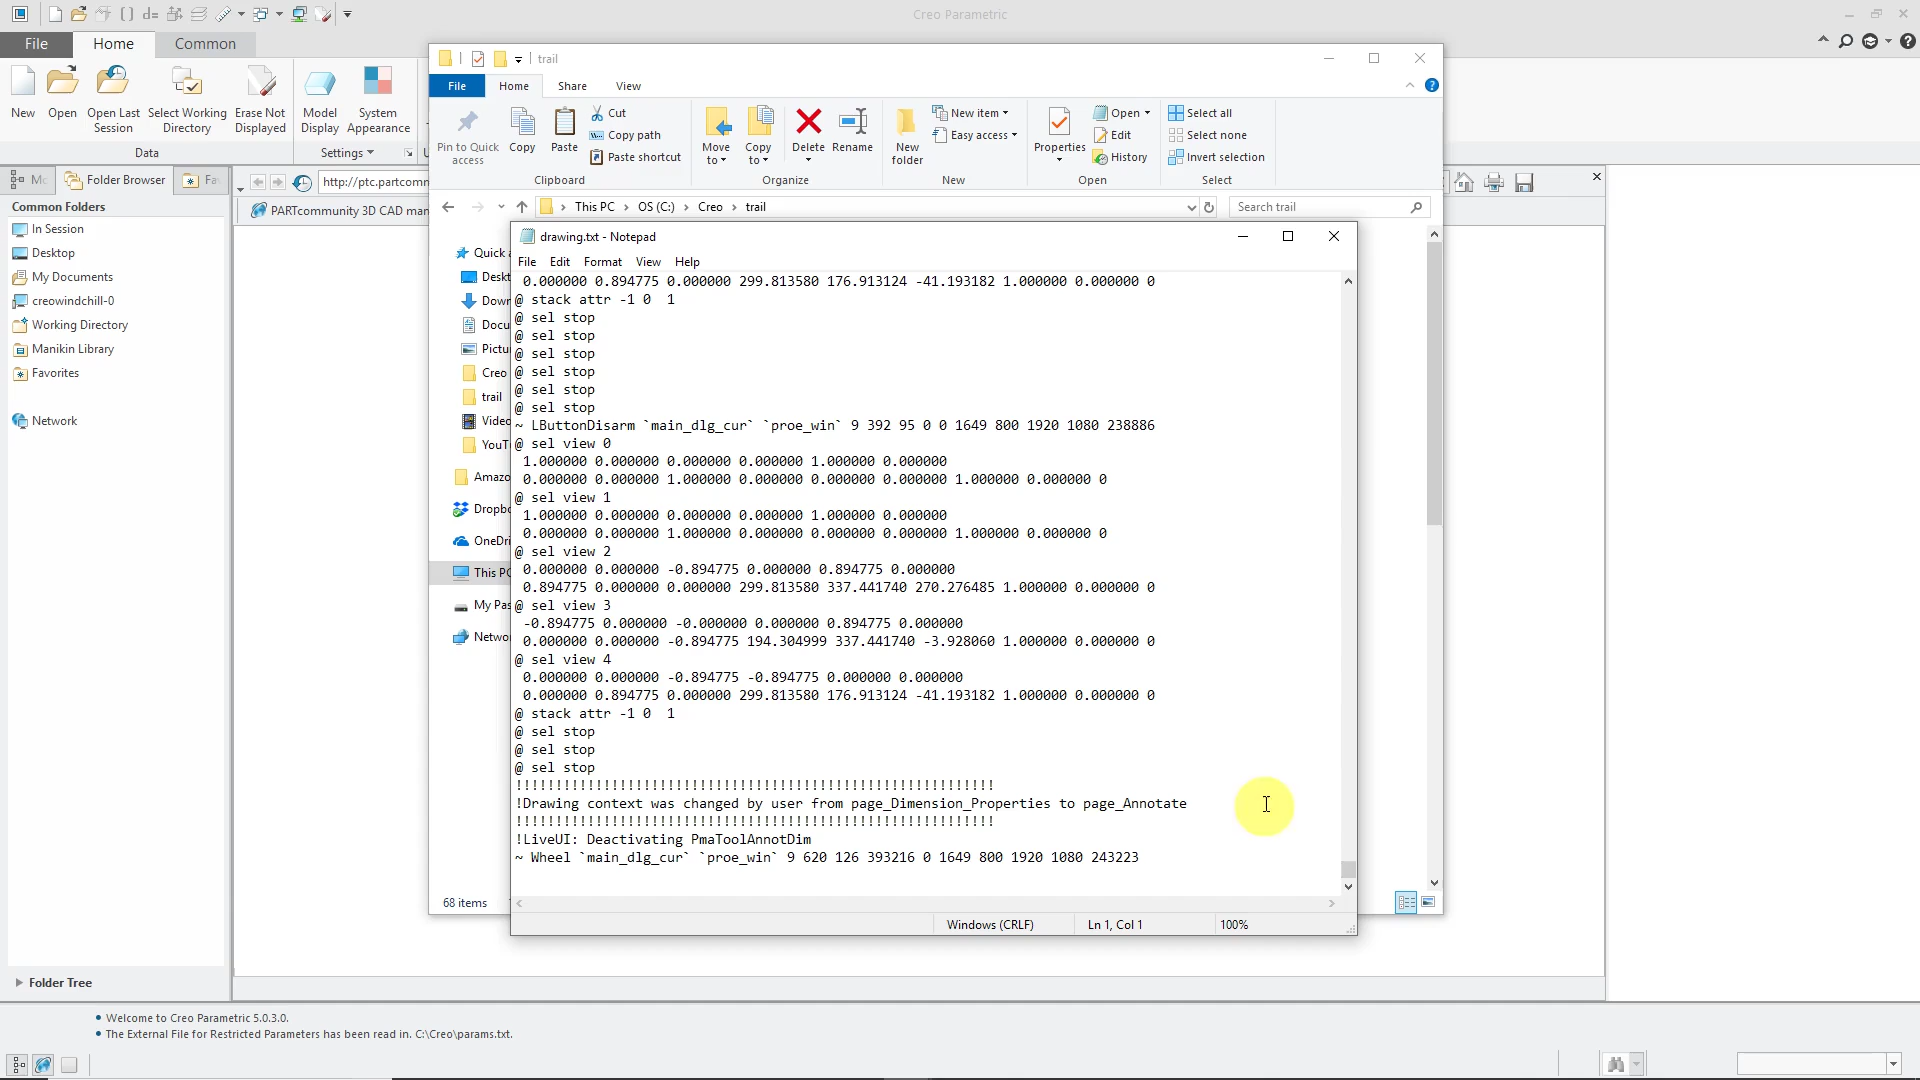 Creo Parametric
File
Home
Common
New
Open
Open Last Session
Select Working Directory
Erase Not Displayed
Model Display
System Appearance
Data
Settings
Folder Browser
Common Folders
In Session
Desktop
My Documents
creowindchill-0
Working Directory
Manikin Library
Favorites
Network
Folder Tree
http://ptc.partcomm
PARTcommunity 3D CAD man
trail
File
Home
Share
View
Pin to Quick access
Copy
Paste
Cut
Copy path
Paste shortcut
Clipboard
Move to
Copy to
Delete
Rename
Organize
New folder
New item
Easy access
New
Properties
Open
Edit
History
Open
Select all
Select none
Invert selection
Select
This PC > OS (C:) > Creo > trail
Search trail
Quick a
Deskt
Down
Docu
Pictu
Creo
trail
Video
YouT
Amazo
Dropbo
OneDri
This PC
My Pas
Netwo
68 items
drawing.txt - Notepad
File Edit Format View Help
0.000000 0.894775 0.000000 299.813580 176.913124 -41.193182 1.000000 0.000000 0
@ stack attr -1 0  1
@ sel stop
@ sel stop
@ sel stop
@ sel stop
@ sel stop
@ sel stop
~ LButtonDisarm `main_dlg_cur` `proe_win` 9 392 95 0 0 1649 800 1920 1080 238886
@ sel view 0
1.000000 0.000000 0.000000 0.000000 1.000000 0.000000
0.000000 0.000000 1.000000 0.000000 0.000000 0.000000 1.000000 0.000000 0
@ sel view 1
1.000000 0.000000 0.000000 0.000000 1.000000 0.000000
0.000000 0.000000 1.000000 0.000000 0.000000 0.000000 1.000000 0.000000 0
@ sel view 2
0.000000 0.000000 -0.894775 0.000000 0.894775 0.000000
0.894775 0.000000 0.000000 299.813580 337.441740 270.276485 1.000000 0.000000 0
@ sel view 3
-0.894775 0.000000 -0.000000 0.000000 0.894775 0.000000
0.000000 0.000000 -0.894775 194.304999 337.441740 -3.928060 1.000000 0.000000 0
@ sel view 4
0.000000 0.000000 -0.894775 -0.894775 0.000000 0.000000
0.000000 0.894775 0.000000 299.813580 176.913124 -41.193182 1.000000 0.000000 0
@ stack attr -1 0  1
@ sel stop
@ sel stop
@ sel stop
!!!!!!!!!!!!!!!!!!!!!!!!!!!!!!!!!!!!!!!!!!!!!!!!!!!!!!!!!!!!
!Drawing context was changed by user from page_Dimension_Properties to page_Annotate
!!!!!!!!!!!!!!!!!!!!!!!!!!!!!!!!!!!!!!!!!!!!!!!!!!!!!!!!!!!!
!LiveUI: Deactivating PmaToolAnnotDim
~ Wheel `main_dlg_cur` `proe_win` 9 620 126 393216 0 1649 800 1920 1080 243223
Windows (CRLF)
Ln 1, Col 1
100%
• Welcome to Creo Parametric 5.0.3.0.
• The External File for Restricted Parameters has been read in. C:\Creo\params.txt.